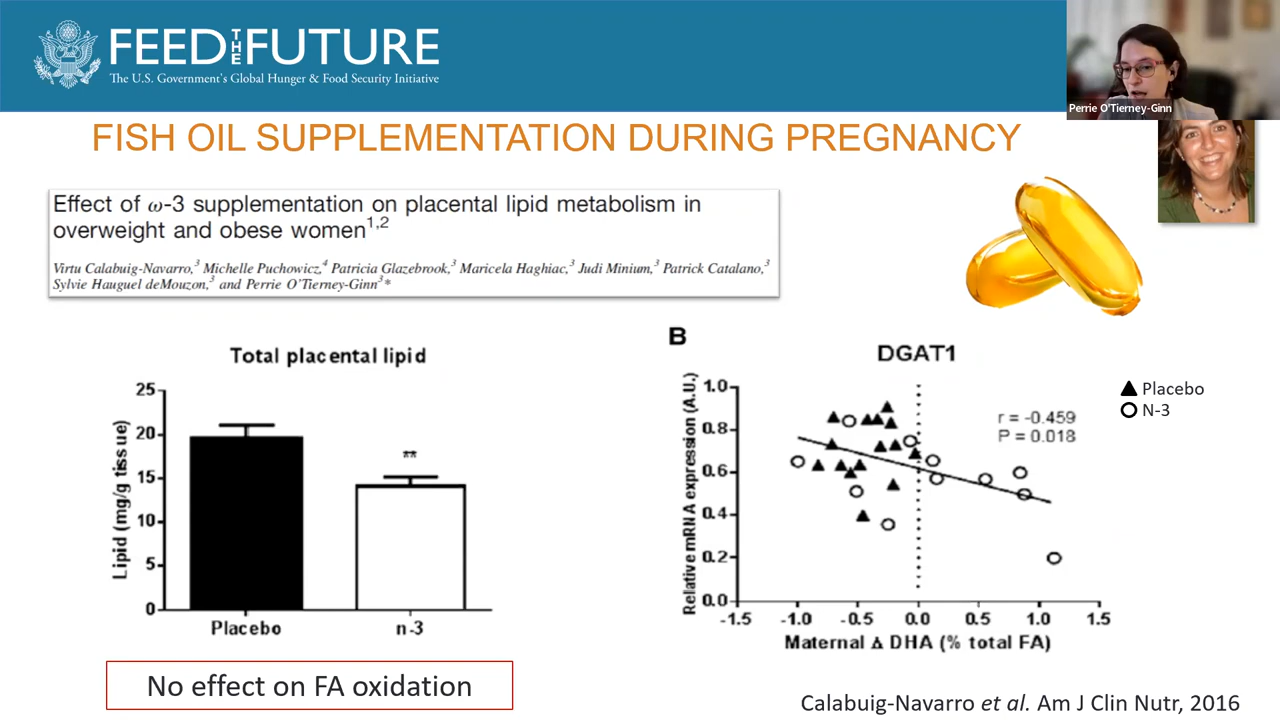 FEED THE FUTURE
The U.S. Government's Global Hunger & Food Security Initiative
Perrie O'Tierney-Ginn
FISH OIL SUPPLEMENTATION DURING PREGNANCY
Effect of ω-3 supplementation on placental lipid metabolism in
overweight and obese women1,2
Virtu Calabuig-Navarro,3 Michelle Puchowicz,4 Patricia Glazebrook,3 Maricela Haghiac,3 Judi Minium,3 Patrick Catalano,3
Sylvie Hauguel deMouzon,3 and Perrie O'Tierney-Ginn3*
Total placental lipid
Lipid (mg/g tissue)
25
20
15
10
5
0
**
Placebo
n-3
No effect on FA oxidation
B
DGAT1
Relative mRNA expression (A.U.)
1.0
0.8
0.6
0.4
0.2
0.0
r = -0.459
P = 0.018
-1.5
-1.0
-0.5
0.0
0.5
1.0
1.5
Maternal Δ DHA (% total FA)
Placebo
N-3
Calabuig-Navarro et al. Am J Clin Nutr, 2016